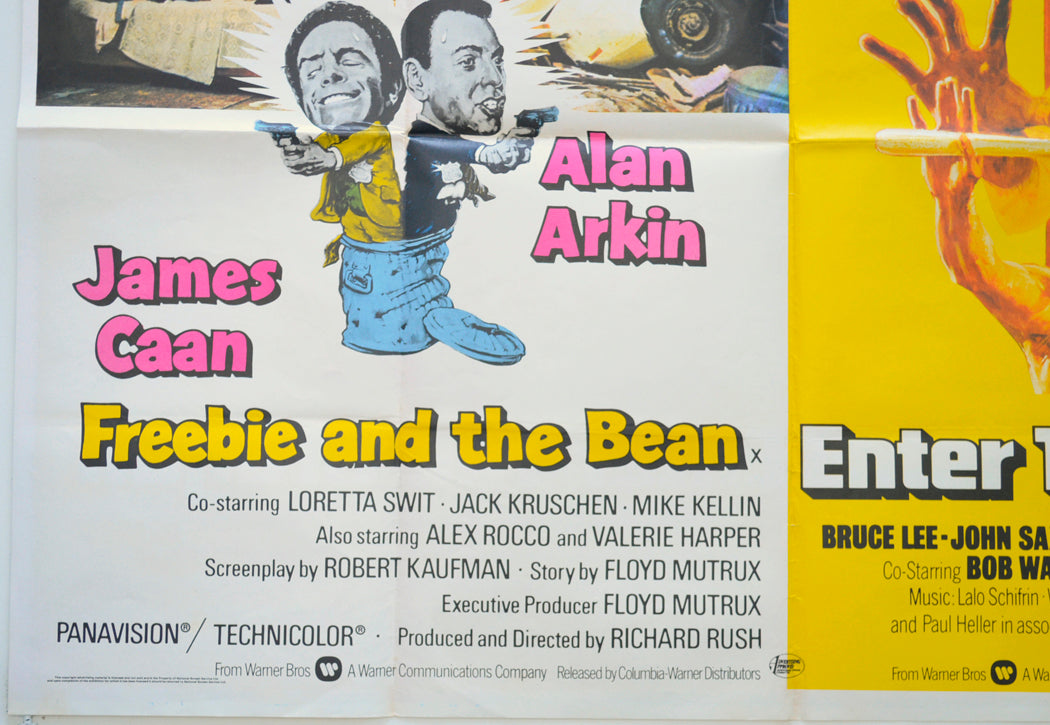 Alan
Arkin
James
Caan
Freebie and the Bean x
Co-starring LORETTA SWIT · JACK KRUSCHEN · MIKE KELLIN
Also starring ALEX ROCCO and VALERIE HARPER
Screenplay by ROBERT KAUFMAN · Story by FLOYD MUTRUX
Executive Producer FLOYD MUTRUX
PANAVISION®/ TECHNICOLOR® · Produced and Directed by RICHARD RUSH
From Warner Bros A Warner Communications Company Released by Columbia-Warner Distributors
Enter
BRUCE LEE·JOHN SA
Co-Starring BOB WA
Music: Lalo Schifrin ·
and Paul Heller in asso
From Warner Bros A Wa